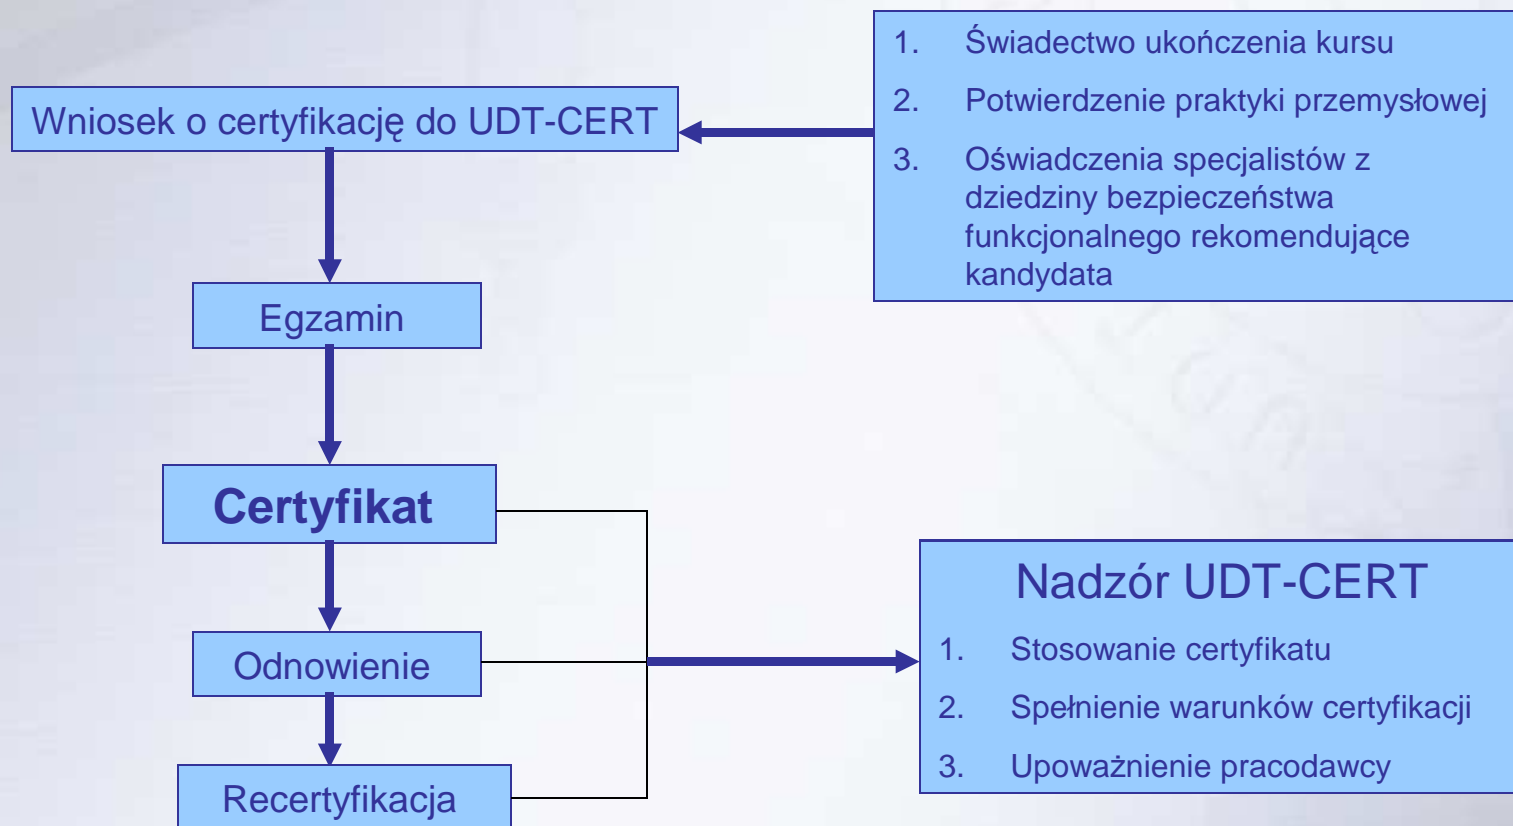 Wniosek o certyfikację do UDT-CERT
1. Świadectwo ukończenia kursu
2. Potwierdzenie praktyki przemysłowej
3. Oświadczenia specjalistów z
dziedziny bezpieczeństwa
funkcjonalnego rekomendujące
kandydata
Egzamin
Certyfikat
Odnowienie
Recertyfikacja
Nadzór UDT-CERT
1. Stosowanie certyfikatu
2. Spełnienie warunków certyfikacji
3. Upoważnienie pracodawcy